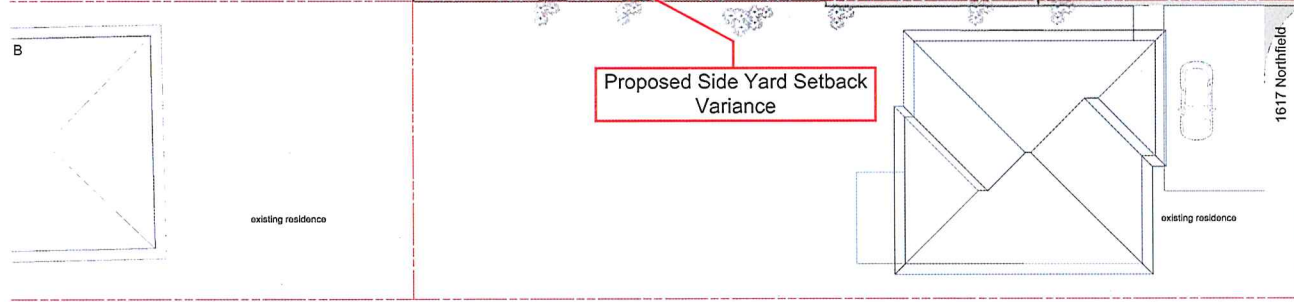 B
Proposed Side Yard Setback
Variance
1617 Northfield
existing residence
existing residence